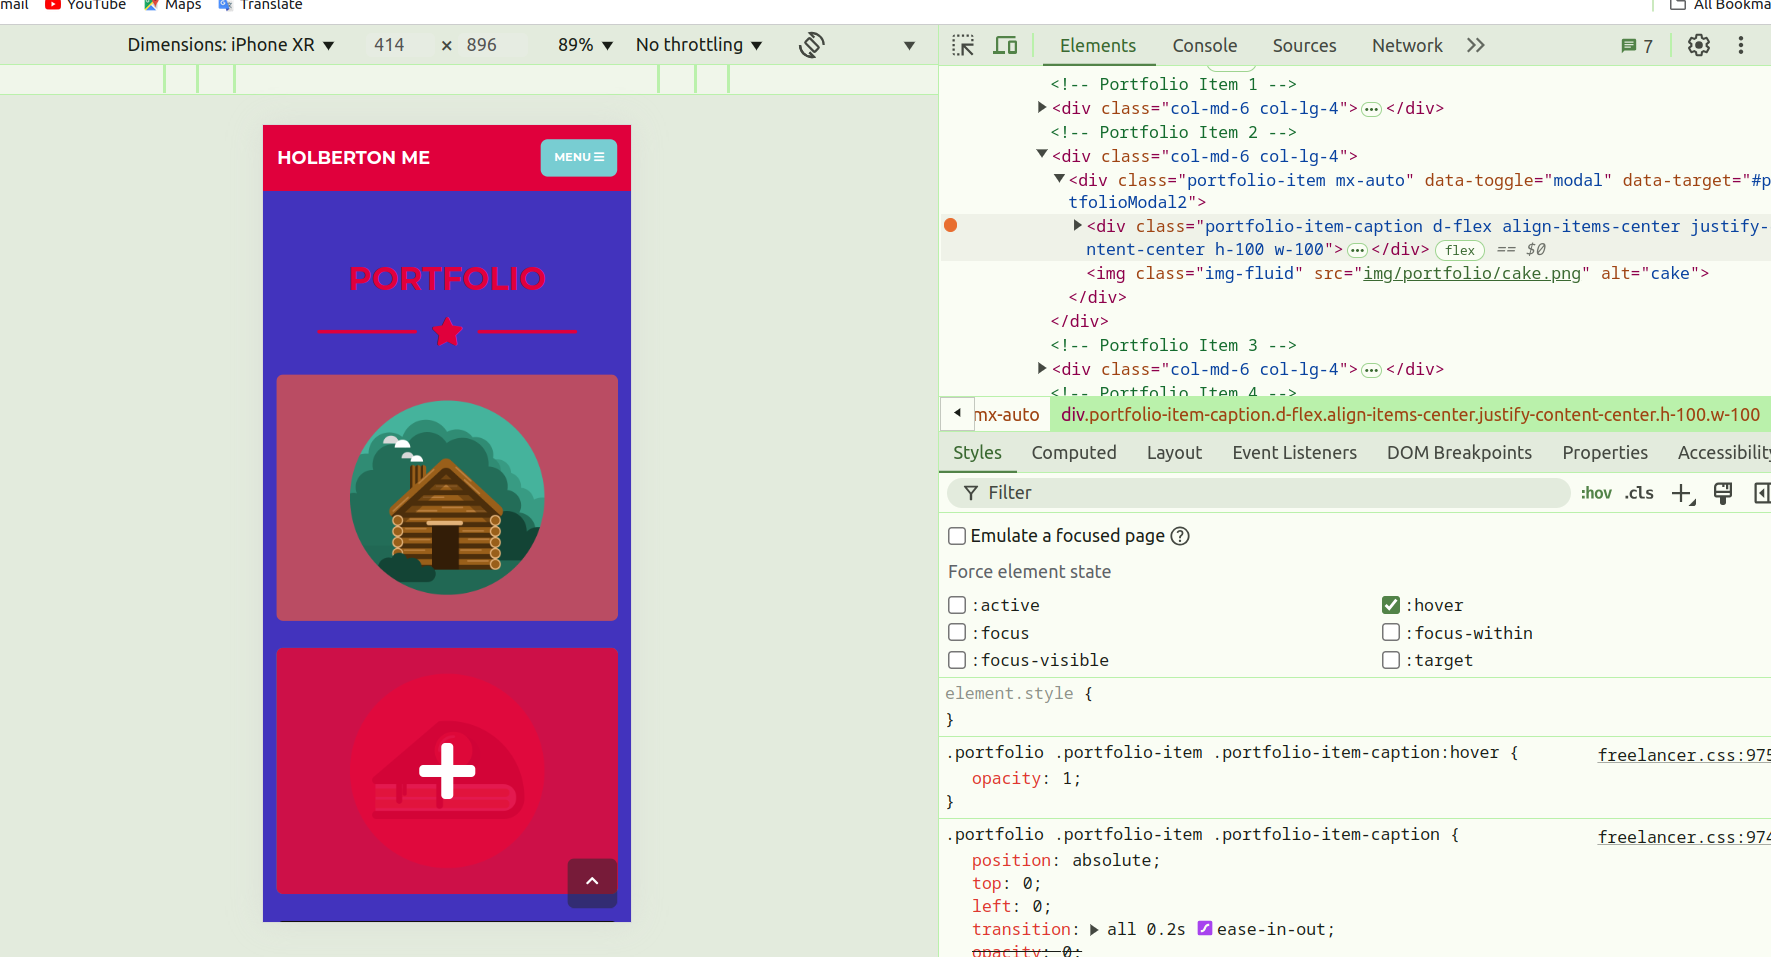 mail YouTube Maps Translate All Bookma
Dimensions: iPhone XR ▼ 414 × 896 89% ▼ No throttling ▼
Elements Console Sources Network 7
HOLBERTON ME
MENU
PORTFOLIO
<!-- Portfolio Item 1 -->
<div class="col-md-6 col-lg-4"> ••• </div>
<!-- Portfolio Item 2 -->
<div class="col-md-6 col-lg-4">
<div class="portfolio-item mx-auto" data-toggle="modal" data-target="#p
tfolioModal2">
<div class="portfolio-item-caption d-flex align-items-center justify-
ntent-center h-100 w-100"> ••• </div> flex == $0
<img class="img-fluid" src="img/portfolio/cake.png" alt="cake">
</div>
</div>
<!-- Portfolio Item 3 -->
<div class="col-md-6 col-lg-4"> ••• </div>
<!-- Portfolio Item 4 -->
mx-auto div.portfolio-item-caption.d-flex.align-items-center.justify-content-center.h-100.w-100
Styles Computed Layout Event Listeners DOM Breakpoints Properties Accessibility
Filter :hov .cls
Emulate a focused page ?
Force element state
:active :hover
:focus :focus-within
:focus-visible :target
element.style {
}
.portfolio .portfolio-item .portfolio-item-caption:hover { freelancer.css:975
opacity: 1;
}
.portfolio .portfolio-item .portfolio-item-caption { freelancer.css:974
position: absolute;
top: 0;
left: 0;
transition: ▶ all 0.2s ease-in-out;
opacity: 0;